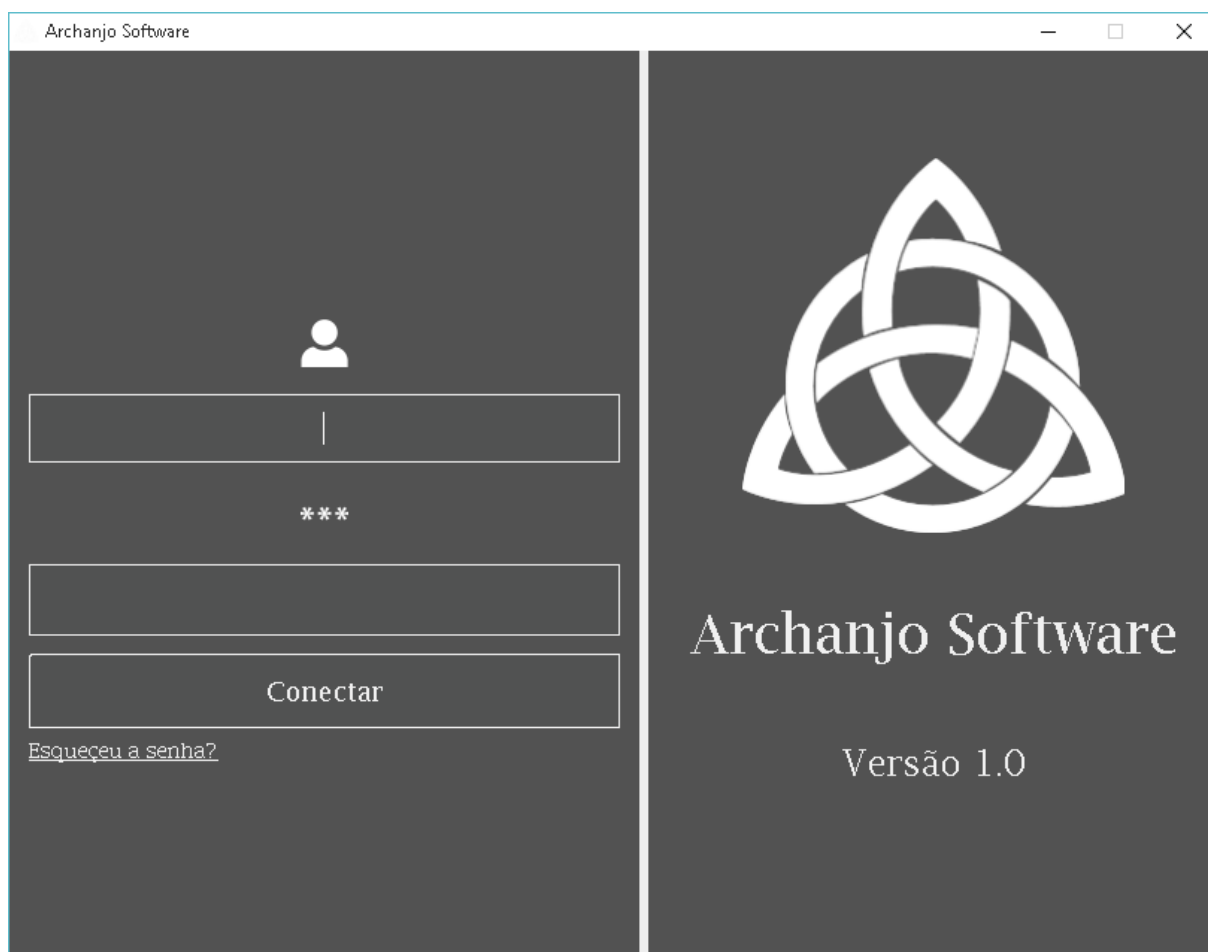 Archanjo Software
***
Conectar
Esqueçeu a senha?
Archanjo Software
Versão 1.0